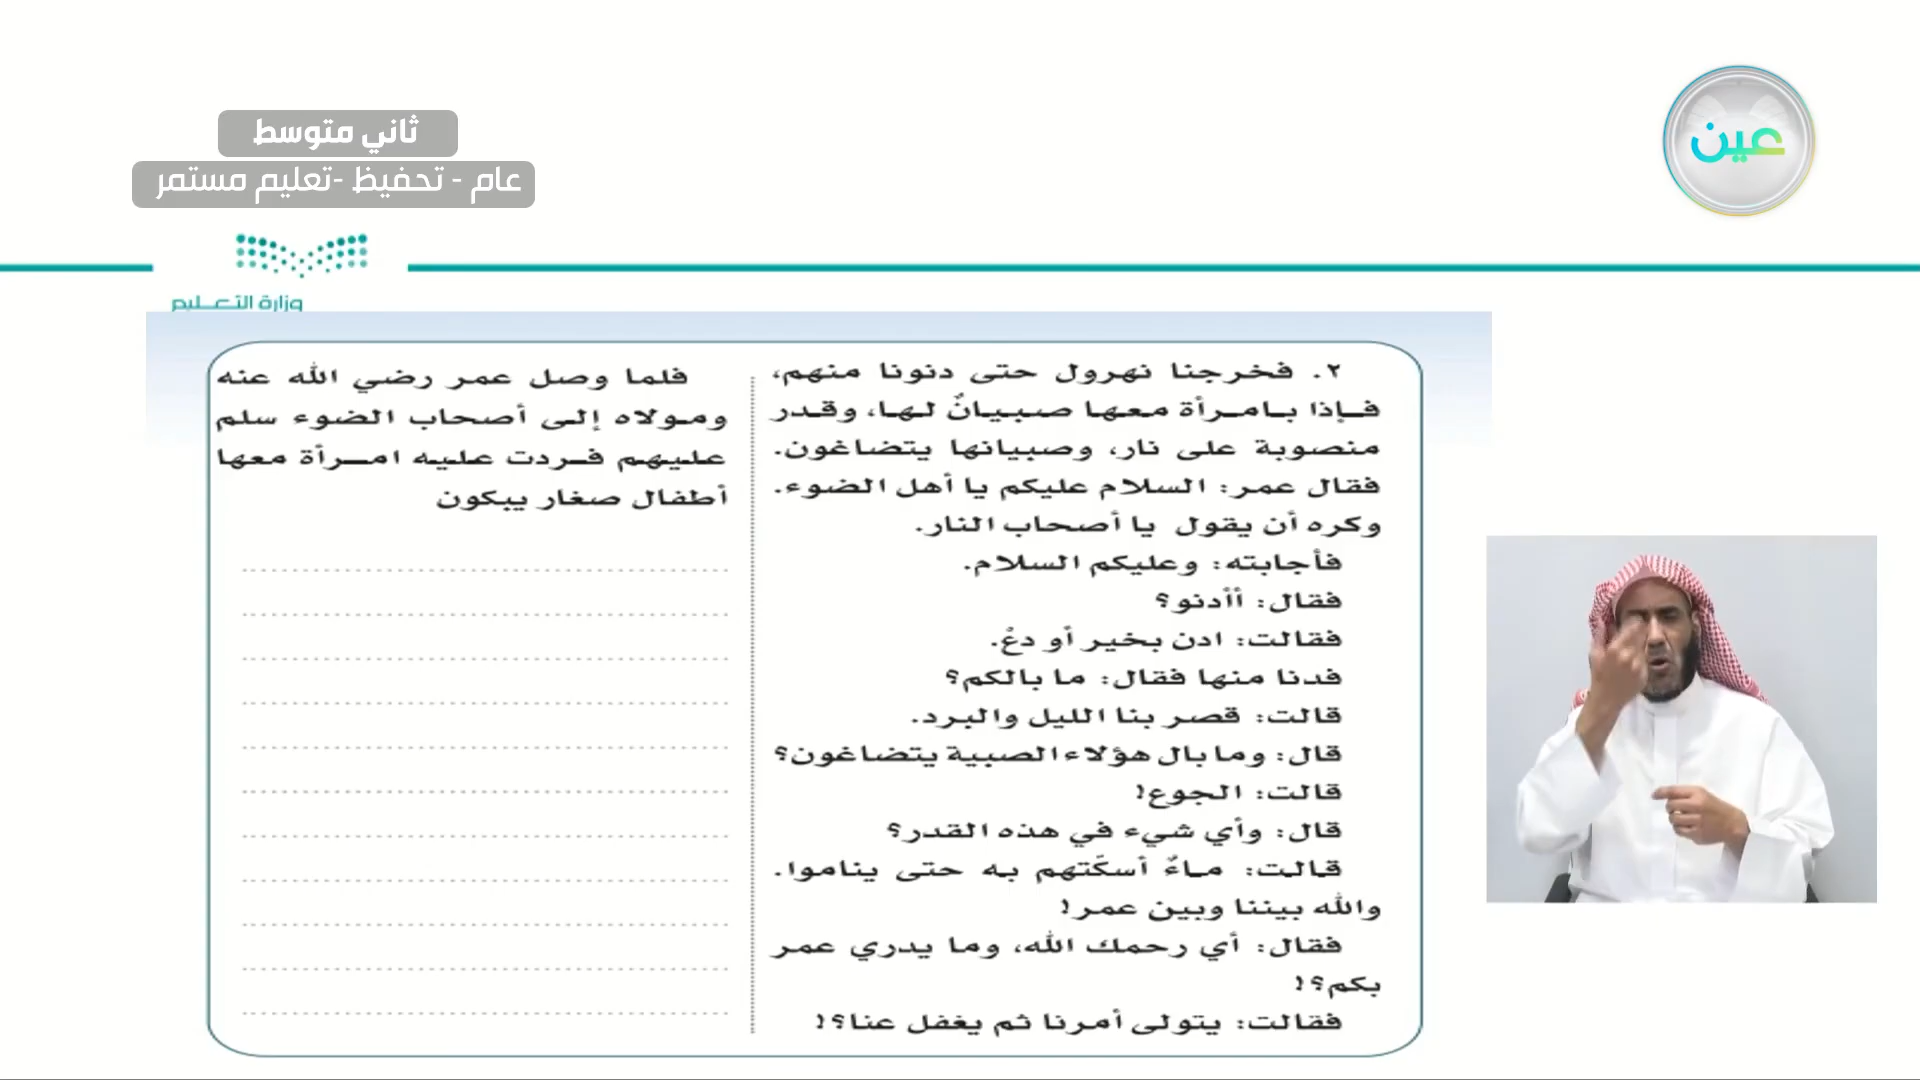 ثاني متوسط
عام - تحفيظ -تعليم مستمر
عين
وزارة التعليم
٢. فخرجنا نهرول حتى دنونا منهم،
فإذا بامرأة معها صبيانٌ لها، وقدر
منصوبة على نار، وصبيانها يتضاغون.
فقال عمر: السلام عليكم يا أهل الضوء.
وكره أن يقول يا أصحاب النار.
فأجابته: وعليكم السلام.
فقال: أأدنو؟
فقالت: ادن بخير أو دعْ.
فدنا منها فقال: ما بالكم؟
قالت: قصر بنا الليل والبرد.
قال: وما بال هؤلاء الصبية يتضاغون؟
قالت: الجوع!
قال: وأي شيء في هذه القدر؟
قالت: ماءٌ أسكّتهم به حتى يناموا.
والله بيننا وبين عمر!
فقال: أي رحمك الله، وما يدري عمر
بكم؟!
فقالت: يتولى أمرنا ثم يغفل عنا؟!
فلما وصل عمر رضي الله عنه
ومولاه إلى أصحاب الضوء سلم
عليهم فردت عليه امرأة معها
أطفال صغار يبكون